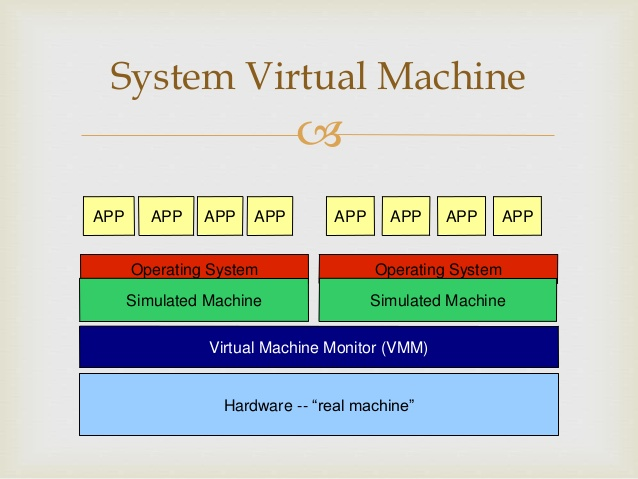 System Virtual Machine
APP APP APP APP APP APP APP APP
Operating System Operating System
Simulated Machine Simulated Machine
Virtual Machine Monitor (VMM)
Hardware -- “real machine”